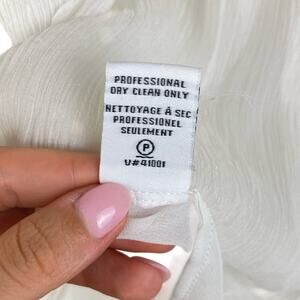 PROFESSIONAL
DRY CLEAN ONLY
NETTOYAGE À SEC
PROFESSIONEL
SEULEMENT
P
V#41001